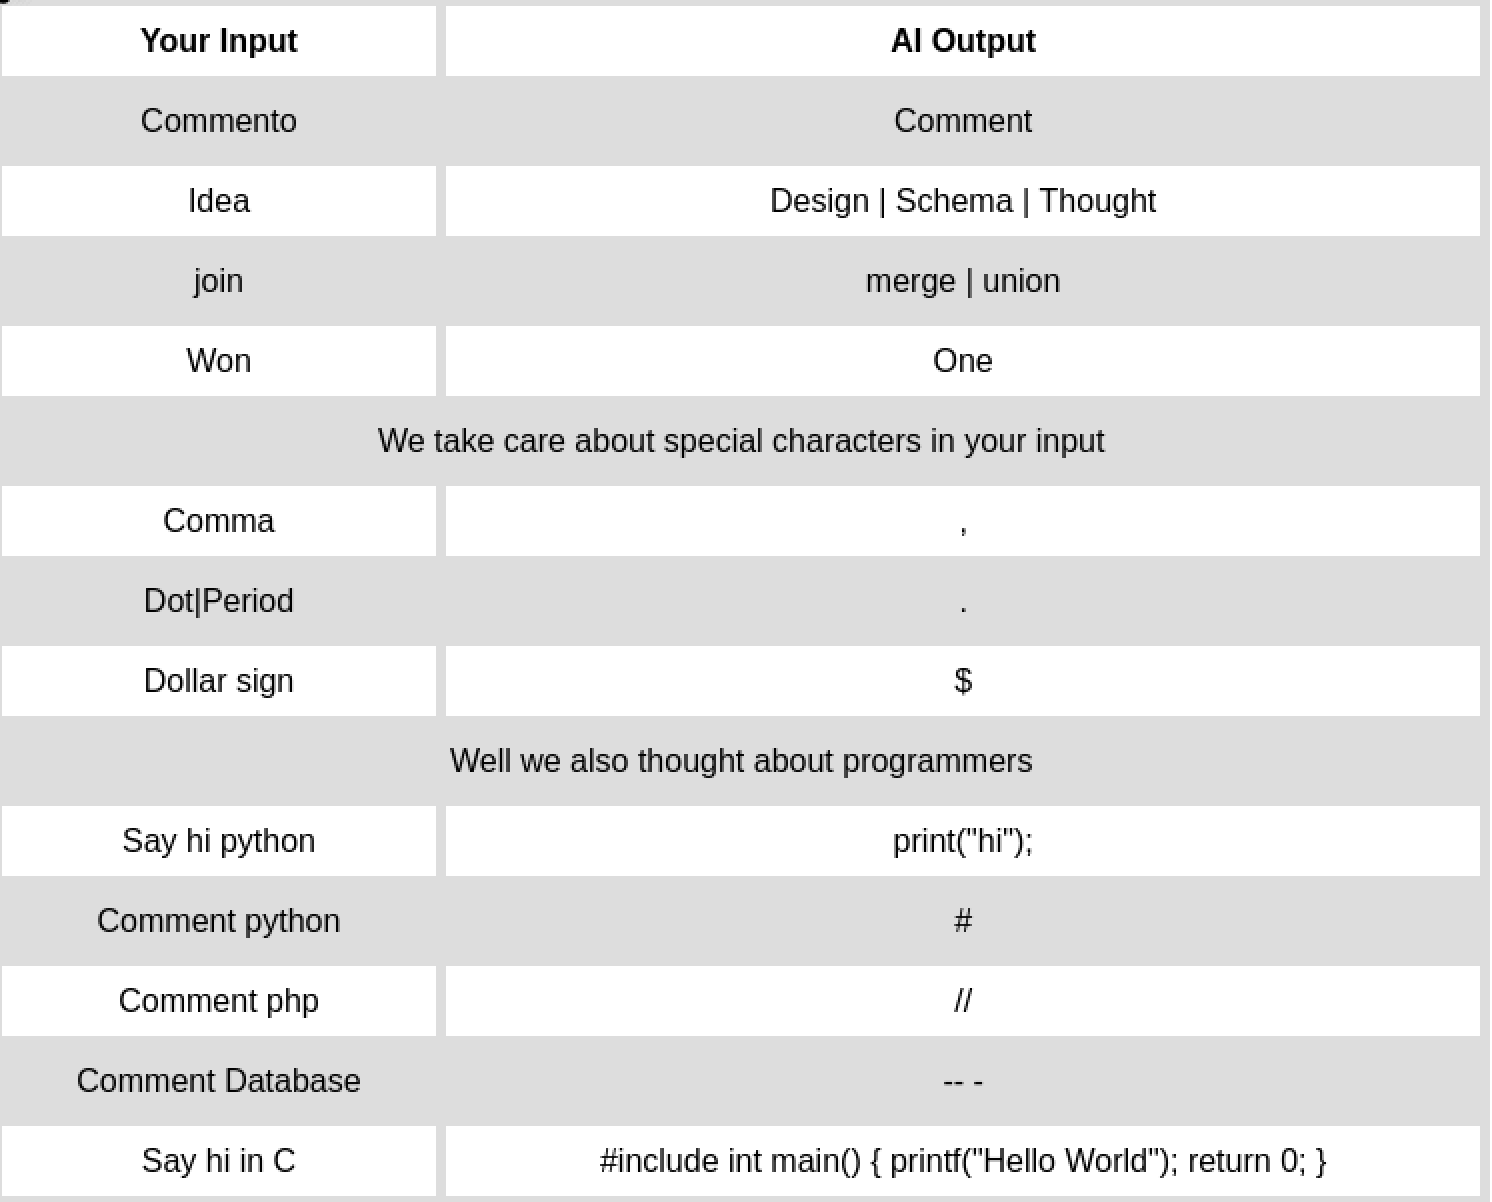 Your Input AI Output
Commento Comment
Idea Design | Schema | Thought
join merge | union
Won One
We take care about special characters in your input
Comma ,
Dot|Period .
Dollar sign $
Well we also thought about programmers
Say hi python print("hi");
Comment python #
Comment php //
Comment Database -- -
Say hi in C #include int main() { printf("Hello World"); return 0; }